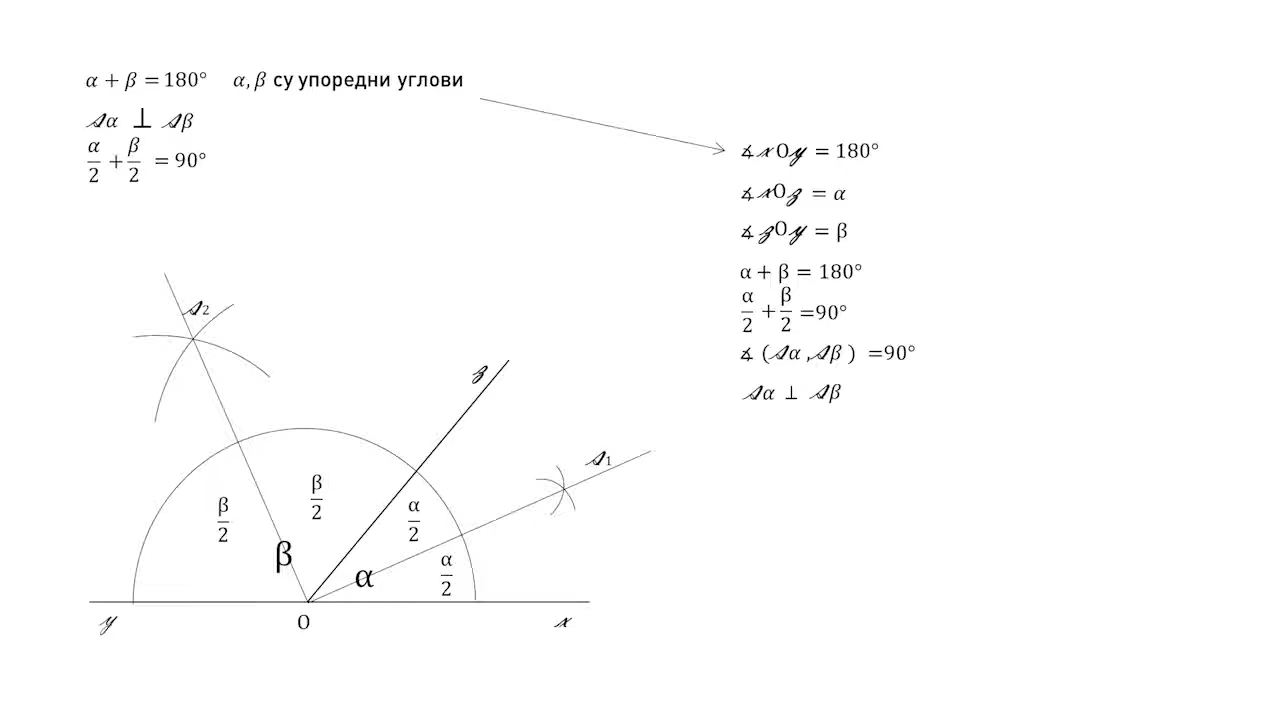 α + β = 180° α, β су упоредни углови
sα ⊥ sβ
α/2 + β/2 = 90°
∡xOy = 180°
∡xOz = α
∡zOy = β
α + β = 180°
α/2 + β/2 =90°
∡ (sα ,sβ ) =90°
sα ⊥ sβ
s2
z
s1
β/2
β/2
α/2
β
α
α/2
y
O
x